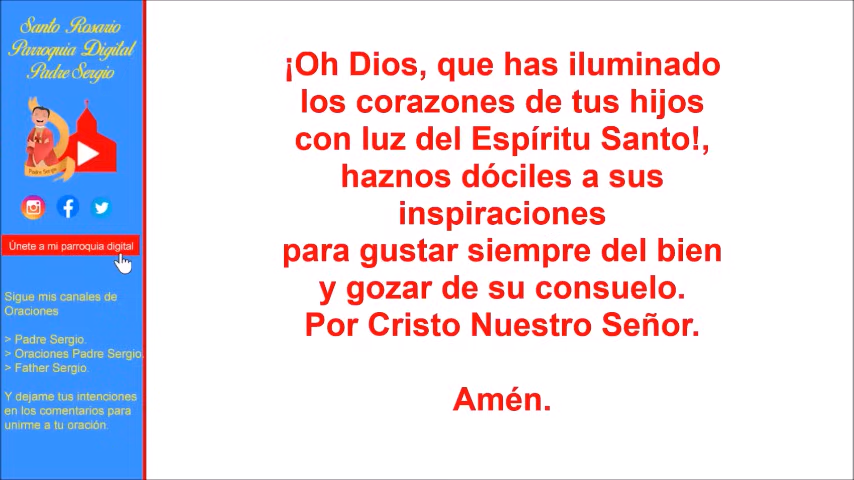 Santo Rosario
Parroquia Digital
Padre Sergio
Padre Sergio
Únete a mi parroquia digital
Sigue mis canales de
Oraciones
> Padre Sergio.
> Oraciones Padre Sergio.
> Father Sergio.
Y dejame tus intenciones
en los comentarios para
unirme a tu oración.
¡Oh Dios, que has iluminado
los corazones de tus hijos
con luz del Espíritu Santo!,
haznos dóciles a sus
inspiraciones
para gustar siempre del bien
y gozar de su consuelo.
Por Cristo Nuestro Señor.
Amén.